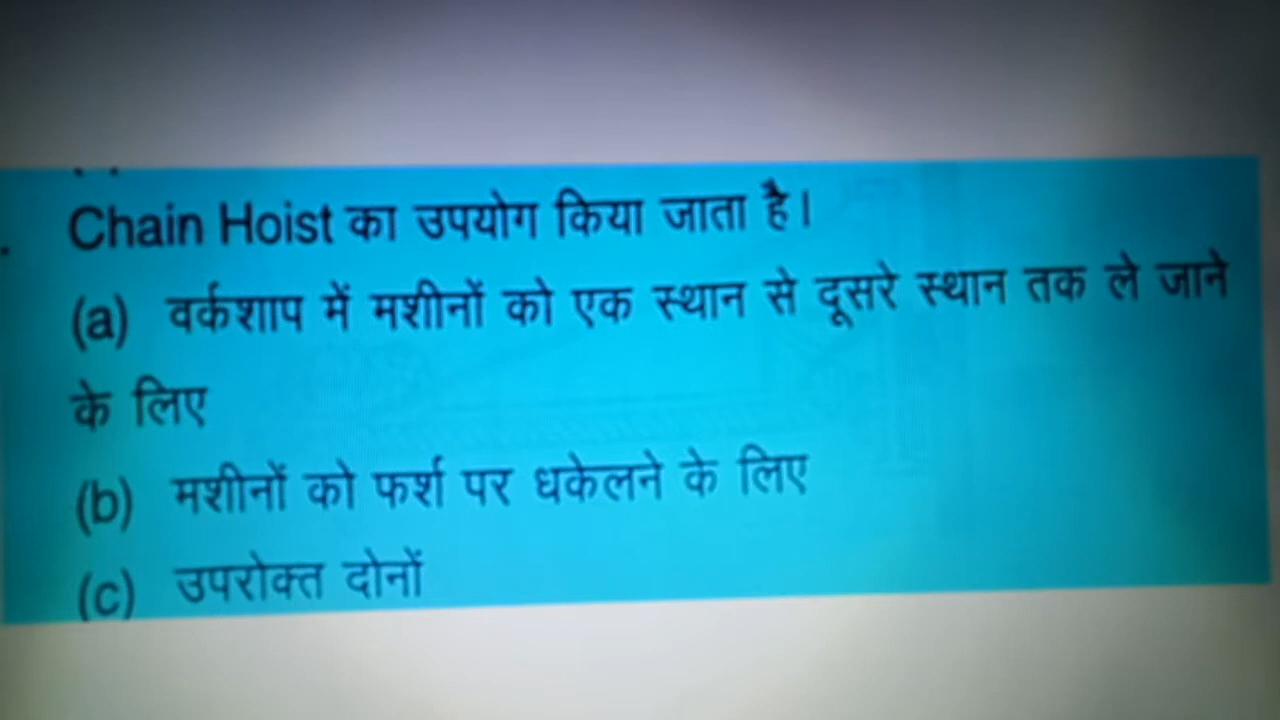 Chain Hoist का उपयोग किया जाता है।
(a) वर्कशाप में मशीनों को एक स्थान से दूसरे स्थान तक ले जाने
के लिए
(b) मशीनों को फर्श पर धकेलने के लिए
(c) उपरोक्त दोनों